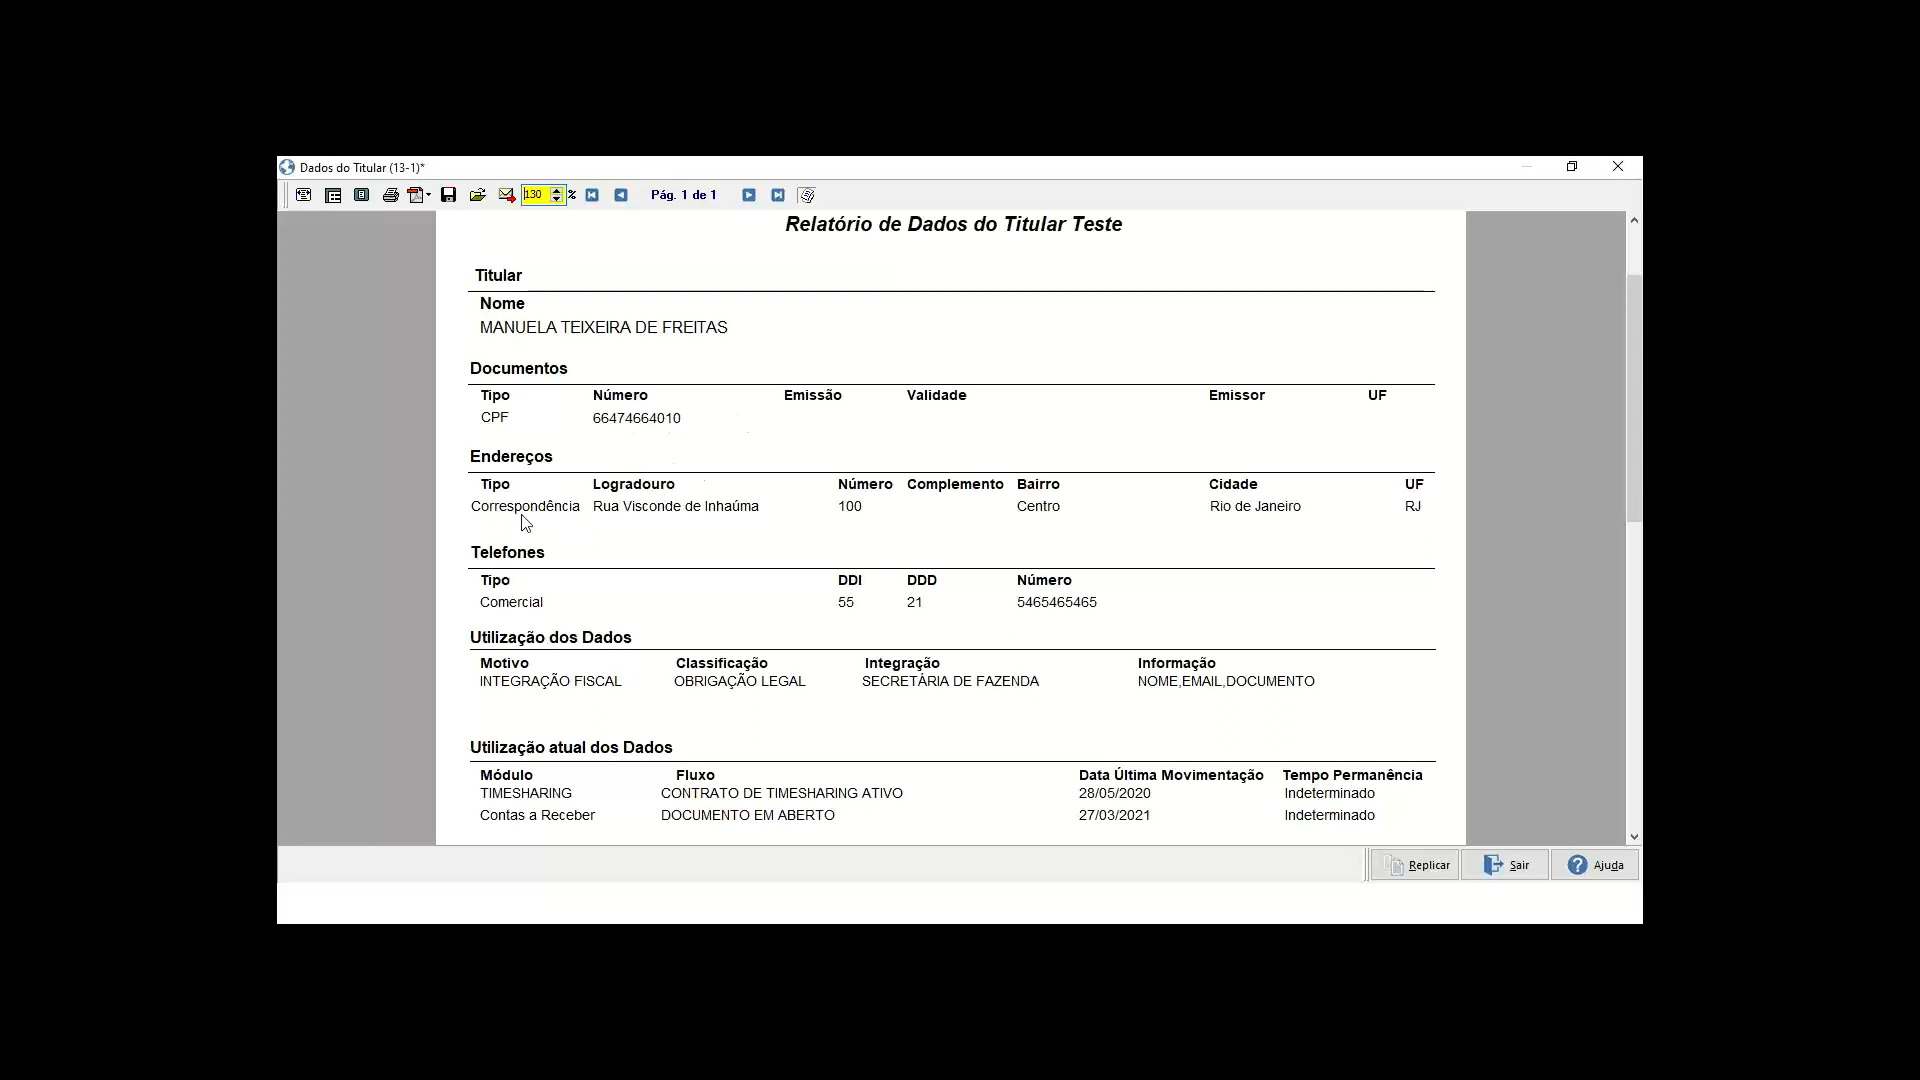 Dados do Titular (13-1)*
130 % Pág. 1 de 1
Relatório de Dados do Titular Teste
Titular
Nome
MANUELA TEIXEIRA DE FREITAS
Documentos
Tipo Número Emissão Validade Emissor UF
CPF 66474664010
Endereços
Tipo Logradouro Número Complemento Bairro Cidade UF
Correspondência Rua Visconde de Inhaúma 100 Centro Rio de Janeiro RJ
Telefones
Tipo DDI DDD Número
Comercial 55 21 5465465465
Utilização dos Dados
Motivo Classificação Integração Informação
INTEGRAÇÃO FISCAL OBRIGAÇÃO LEGAL SECRETÁRIA DE FAZENDA NOME,EMAIL,DOCUMENTO
Utilização atual dos Dados
Módulo Fluxo Data Última Movimentação Tempo Permanência
TIMESHARING CONTRATO DE TIMESHARING ATIVO 28/05/2020 Indeterminado
Contas a Receber DOCUMENTO EM ABERTO 27/03/2021 Indeterminado
Replicar Sair Ajuda